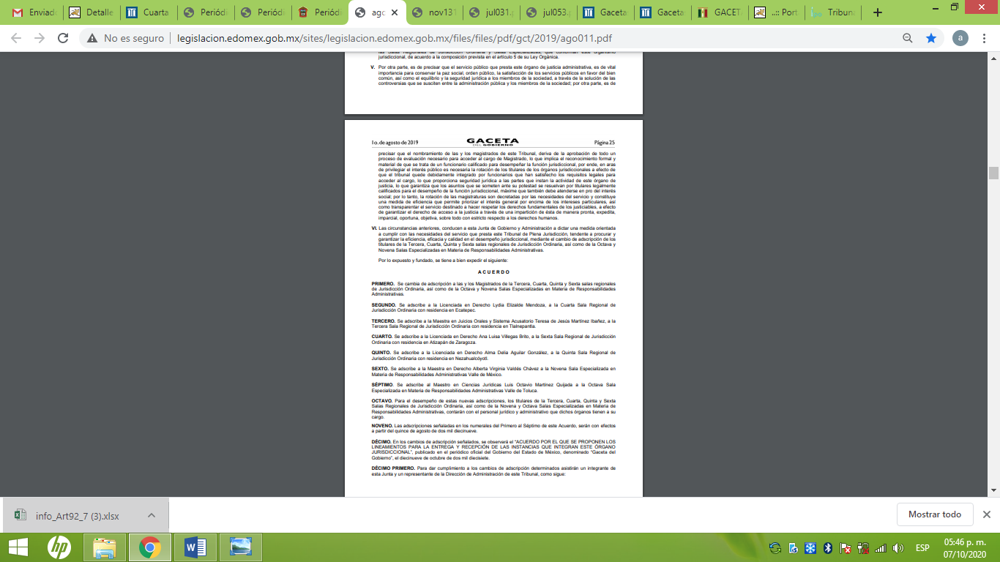 Enviado
Detalle
Cuarta
Periódi
Periódi
Periódi
ago
nov131
jul031.p
jul053.p
Gaceta
Gaceta
GACET
..:: Port
Tribuna
No es seguro | legislacion.edomex.gob.mx/sites/legislacion.edomex.gob.mx/files/files/pdf/gct/2019/ago011.pdf
a
las Salas Regionales de Jurisdicción Ordinaria y Salas Especializadas, que conforman este organismo
jurisdiccional, de acuerdo a la composición prevista en el artículo 5 de su Ley Orgánica.
V. Por otra parte, es de precisar que el servicio público que presta este órgano de justicia administrativa, es de vital
importancia para conservar la paz social, orden público, la satisfacción de los servicios públicos en favor del bien
común, así como el equilibrio y la seguridad jurídica a los miembros de la sociedad, a través de la solución de las
controversias que se susciten entre la administración pública y los miembros de la sociedad; por otra parte, es de
1o. de agosto de 2019
GACETA
DEL GOBIERNO
Página 25
precisar que el nombramiento de las y los magistrados de este Tribunal, deriva de la aprobación de todo un
proceso de evaluación necesario para acceder al cargo de Magistrado, lo que implica el reconocimiento formal y
material de que se trata de un funcionario calificado para desempeñar la función jurisdiccional, por ende, en aras
de privilegiar el interés público es necesaria la rotación de los titulares de los órganos jurisdiccionales a efecto de
que el tribunal quede debidamente integrado por funcionarios que han satisfecho los requisitos legales para
acceder al cargo, lo que proporciona seguridad jurídica a las partes que instan la actividad de este órgano de
justicia, lo que garantiza que los asuntos que se someten ante su potestad se resuelvan por titulares legalmente
calificados para el desempeño de la función jurisdiccional, máxime que también debe atenderse en pro del interés
social; por lo tanto, la rotación de las magistraturas son decretadas por las necesidades del servicio y constituye
una medida de eficiencia que permite priorizar el interés general por encima de los intereses particulares, así
como transparentar el servicio destinado a hacer respetar los derechos fundamentales de los justiciables, a efecto
de garantizar el derecho de acceso a la justicia a través de una impartición de ésta de manera pronta, expedita,
imparcial, oportuna, objetiva, sobre todo con estricto respecto a los derechos humanos.
VI. Las circunstancias anteriores, conducen a esta Junta de Gobierno y Administración a dictar una medida orientada
a cumplir con las necesidades del servicio que presta este Tribunal de Plena Jurisdicción, tendente a procurar y
garantizar la eficiencia, eficacia y calidad en el desempeño jurisdiccional, mediante el cambio de adscripción de los
titulares de la Tercera, Cuarta, Quinta y Sexta salas regionales de Jurisdicción Ordinaria, así como de la Octava y
Novena Salas Especializadas en Materia de Responsabilidades Administrativas.
Por lo expuesto y fundado, se tiene a bien expedir el siguiente:
A C U E R D O
PRIMERO. Se cambia de adscripción a las y los Magistrados de la Tercera, Cuarta, Quinta y Sexta salas regionales
de Jurisdicción Ordinaria, así como de la Octava y Novena Salas Especializadas en Materia de Responsabilidades
Administrativas.
SEGUNDO. Se adscribe a la Licenciada en Derecho Lydia Elizalde Mendoza, a la Cuarta Sala Regional de
Jurisdicción Ordinaria con residencia en Ecatepec.
TERCERO. Se adscribe a la Maestra en Juicios Orales y Sistema Acusatorio Teresa de Jesús Martínez Ibañez, a la
Tercera Sala Regional de Jurisdicción Ordinaria con residencia en Tlalnepantla.
CUARTO. Se adscribe a la Licenciada en Derecho Ana Luisa Villegas Brito, a la Sexta Sala Regional de Jurisdicción
Ordinaria con residencia en Atizapán de Zaragoza.
QUINTO. Se adscribe a la Licenciada en Derecho Alma Delia Aguilar González, a la Quinta Sala Regional de
Jurisdicción Ordinaria con residencia en Nezahualcóyotl.
SEXTO. Se adscribe a la Maestra en Derecho Alberta Virginia Valdés Chávez a la Novena Sala Especializada en
Materia de Responsabilidades Administrativas Valle de México.
SÉPTIMO. Se adscribe al Maestro en Ciencias Jurídicas Luis Octavio Martínez Quijada a la Octava Sala
Especializada en Materia de Responsabilidades Administrativas Valle de Toluca.
OCTAVO. Para el desempeño de estas nuevas adscripciones, los titulares de la Tercera, Cuarta, Quinta y Sexta
Salas Regionales de Jurisdicción Ordinaria, así como de la Novena y Octava Salas Especializadas en Materia de
Responsabilidades Administrativas, contarán con el personal jurídico y administrativo que dichos órganos tienen a su
cargo.
NOVENO. Las adscripciones señaladas en los numerales del Primero al Séptimo de este Acuerdo, serán con efectos
a partir del quince de agosto de dos mil diecinueve.
DÉCIMO. En los cambios de adscripción señalados, se observará el “ACUERDO POR EL QUE SE PROPONEN LOS
LINEAMIENTOS PARA LA ENTREGA Y RECEPCIÓN DE LAS INSTANCIAS QUE INTEGRAN ESTE ÓRGANO
JURISDICCIONAL”, publicado en el periódico oficial del Gobierno del Estado de México, denominado “Gaceta del
Gobierno”, el diecinueve de octubre de dos mil diecisiete.
DÉCIMO PRIMERO. Para dar cumplimiento a los cambios de adscripción determinados asistirán un integrante de
esta Junta y un representante de la Dirección de Administración de este Tribunal, como sigue:
info_Art92_7 (3).xlsx
Mostrar todo
hp
ESP
05:46 p. m.
07/10/2020